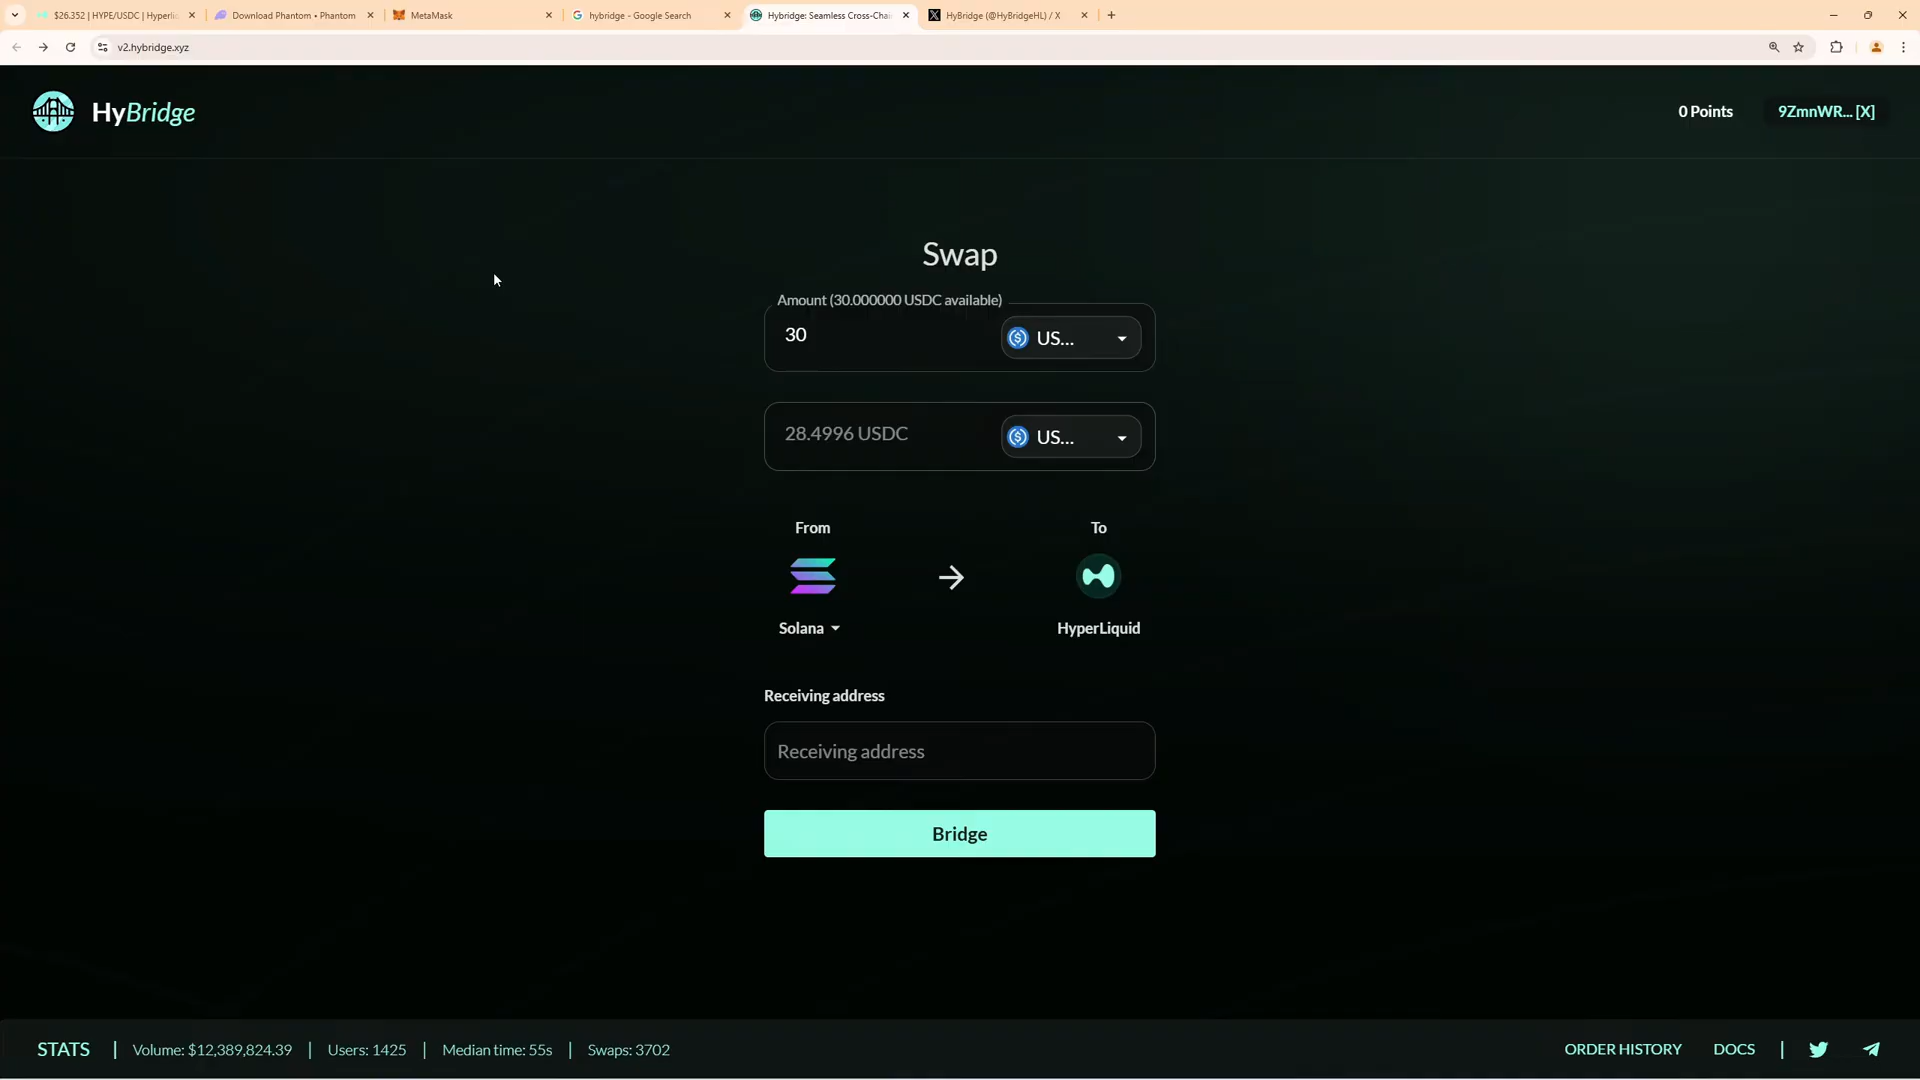 $26.352 | HYPE/USDC | Hyperli
Download Phantom • Phantom
MetaMask
hybridge - Google Search
Hybridge: Seamless Cross-Chai
HyBridge (@HyBridgeHL) / X
v2.hybridge.xyz
HyBridge
0 Points
9ZmnWR... [X]
Swap
Amount (30.000000 USDC available)
30
US...
28.4996 USDC
US...
From
To
Solana
HyperLiquid
Receiving address
Receiving address
Bridge
STATS | Volume: $12,389,824.39 | Users: 1425 | Median time: 55s | Swaps: 3702
ORDER HISTORY
DOCS |